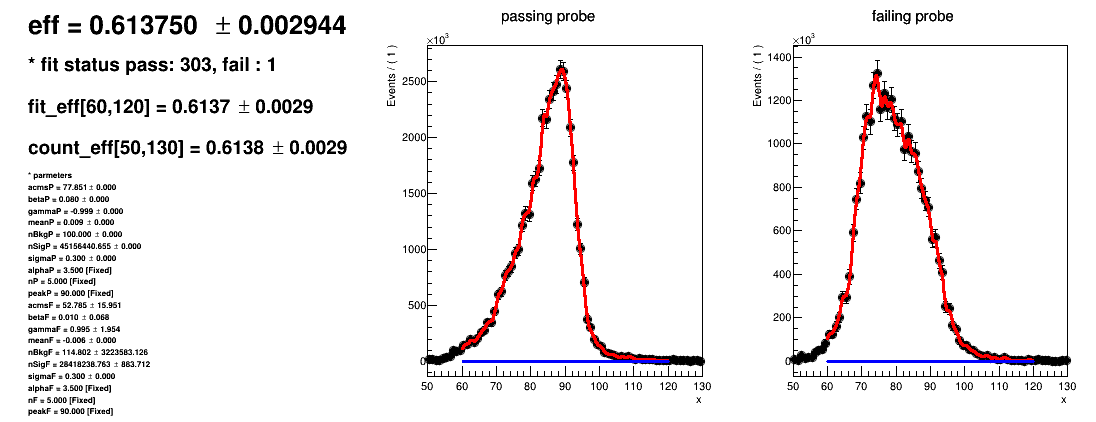 eff = 0.613750 ± 0.002944
* fit status pass: 303, fail : 1
fit_eff[60,120] = 0.6137 ± 0.0029
count_eff[50,130] = 0.6138 ± 0.0029
* parmeters
acmsP = 77.851 ± 0.000
betaP = 0.080 ± 0.000
gammaP = -0.999 ± 0.000
meanP = 0.009 ± 0.000
nBkgP = 100.000 ± 0.000
nSigP = 45156440.655 ± 0.000
sigmaP = 0.300 ± 0.000
alphaP = 3.500 [Fixed]
nP = 5.000 [Fixed]
peakP = 90.000 [Fixed]
acmsF = 52.785 ± 15.951
betaF = 0.010 ± 0.068
gammaF = 0.995 ± 1.954
meanF = -0.006 ± 0.000
nBkgF = 114.802 ± 3223583.126
nSigF = 28418238.763 ± 883.712
sigmaF = 0.300 ± 0.000
alphaF = 3.500 [Fixed]
nF = 5.000 [Fixed]
peakF = 90.000 [Fixed]
passing probe
×10³
Events / ( 1 )
2500
2000
1500
1000
500
0
50 60 70 80 90 100 110 120 130
x
failing probe
×10³
Events / ( 1 )
1400
1200
1000
800
600
400
200
0
50 60 70 80 90 100 110 120 130
x